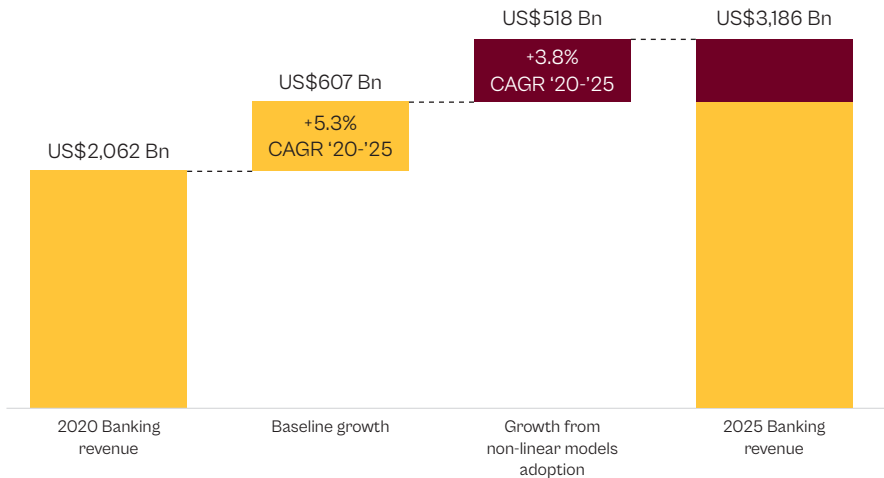 US$518 Bn
US$3,186 Bn
+3.8%
CAGR ‘20-’25
US$607 Bn
+5.3%
CAGR ‘20-’25
US$2,062 Bn
2020 Banking
revenue
Baseline growth
Growth from
non-linear models
adoption
2025 Banking
revenue